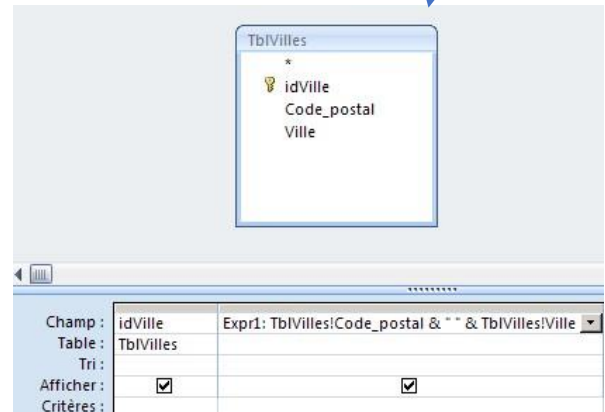 TblVilles
*
idVille
Code_postal
Ville
Champ : idVille Expr1: TblVilles!Code_postal & " " & TblVilles!Ville
Table : TblVilles
Tri :
Afficher :
Critères :